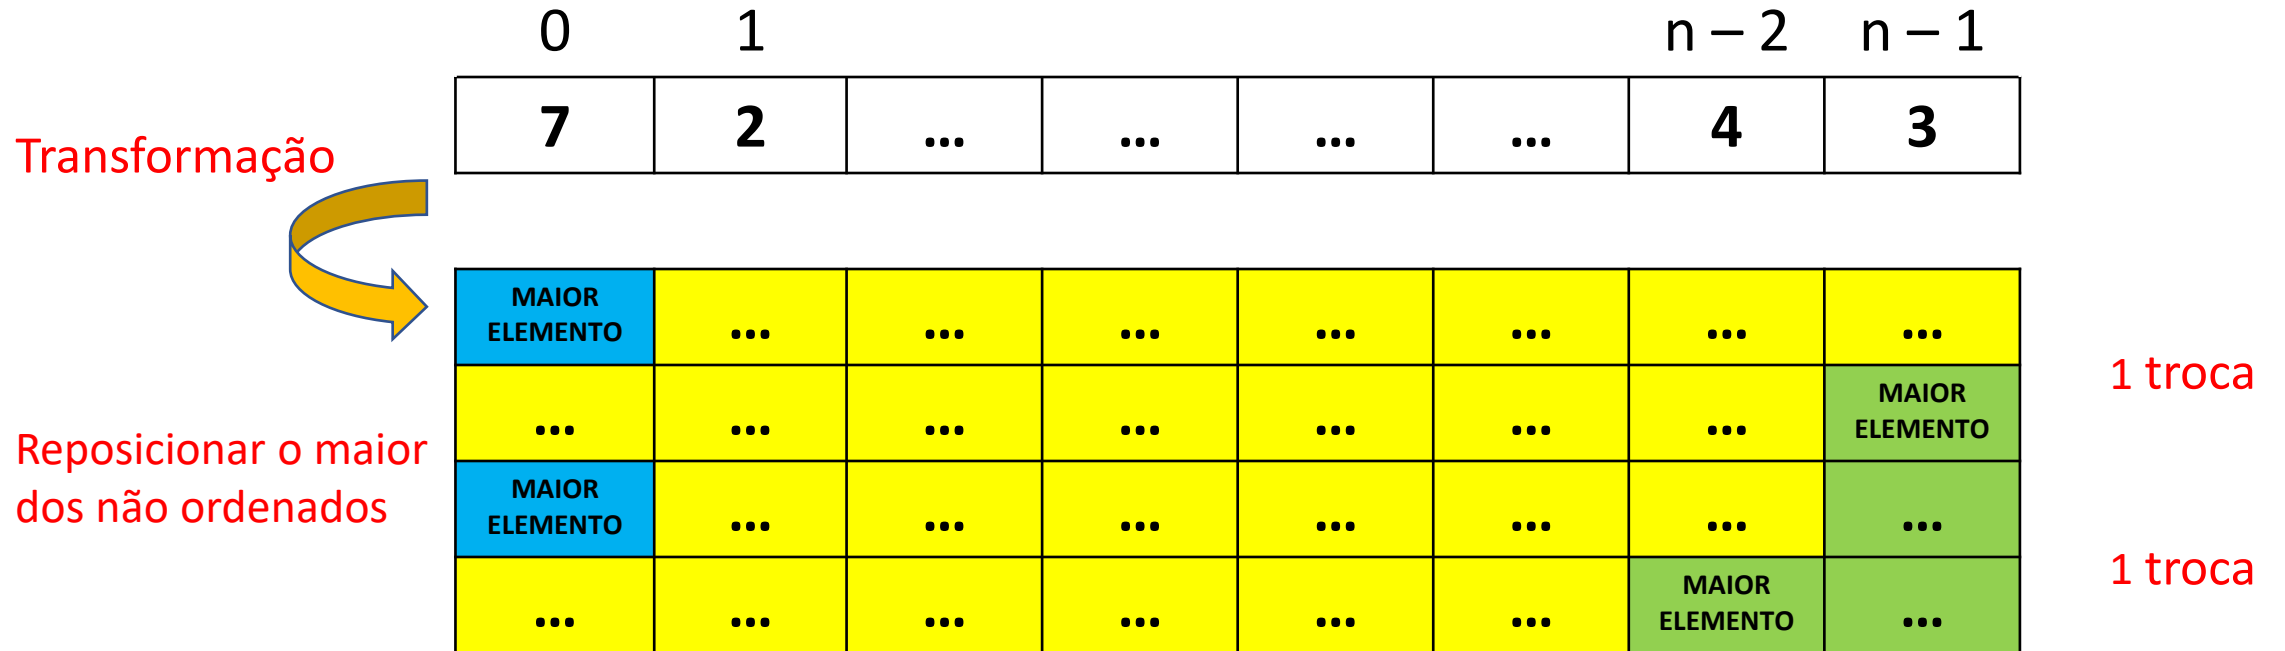 0 1 n – 2 n – 1
7 2 ... ... ... ... 4 3
Transformação
MAIOR
ELEMENTO ... ... ... ... ... ... ...
1 troca
... ... ... ... ... ... ... MAIOR
ELEMENTO
Reposicionar o maior
dos não ordenados
MAIOR
ELEMENTO ... ... ... ... ... ... ...
1 troca
... ... ... ... ... ... MAIOR
ELEMENTO ...